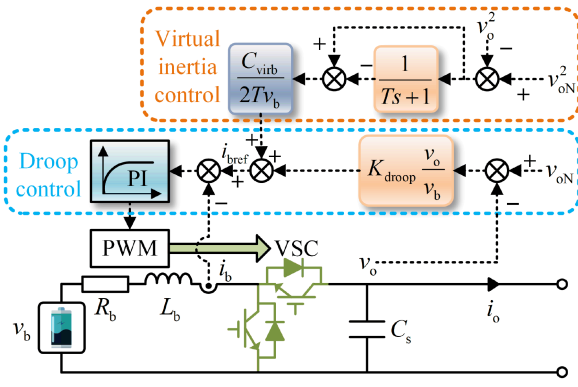 Virtual
inertia
control
C_virb
2Tv_b
+
−
1
Ts + 1
v_o^2
−
+
v_oN^2
Droop
control
PI
i_bref
+
+
+
−
K_droop v_o
v_b
+
−
v_oN
PWM
i_b
VSC
v_o
R_b
L_b
v_b
C_s
i_o